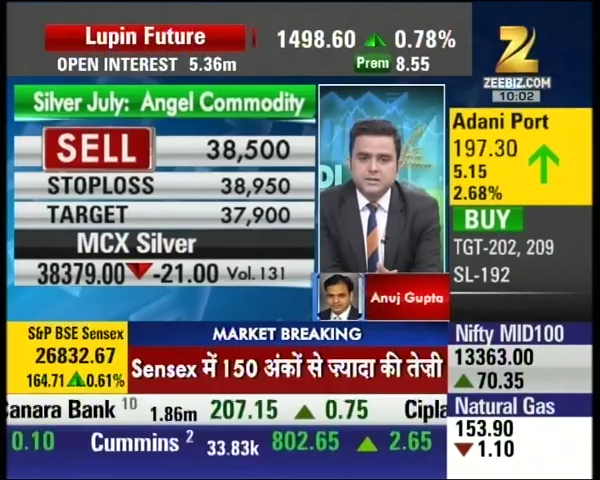 Lupin Future
1498.60 0.78%
OPEN INTEREST 5.36m
Prem 8.55
ZEEBIZ.COM
10:02
Silver July: Angel Commodity
SELL 38,500
STOPLOSS 38,950
TARGET 37,900
MCX Silver
38379.00 -21.00 Vol. 131
Anuj Gupta
Adani Port
197.30
5.15
2.68%
BUY
TGT-202, 209
SL-192
S&P BSE Sensex
26832.67
164.71 0.61%
MARKET BREAKING
Sensex में 150 अंकों से ज्यादा की तेजी
Nifty MID100
13363.00
70.35
Natural Gas
153.90
1.10
anara Bank 10 1.86m 207.15 0.75 Cipla
0.10 Cummins 2 33.83k 802.65 2.65